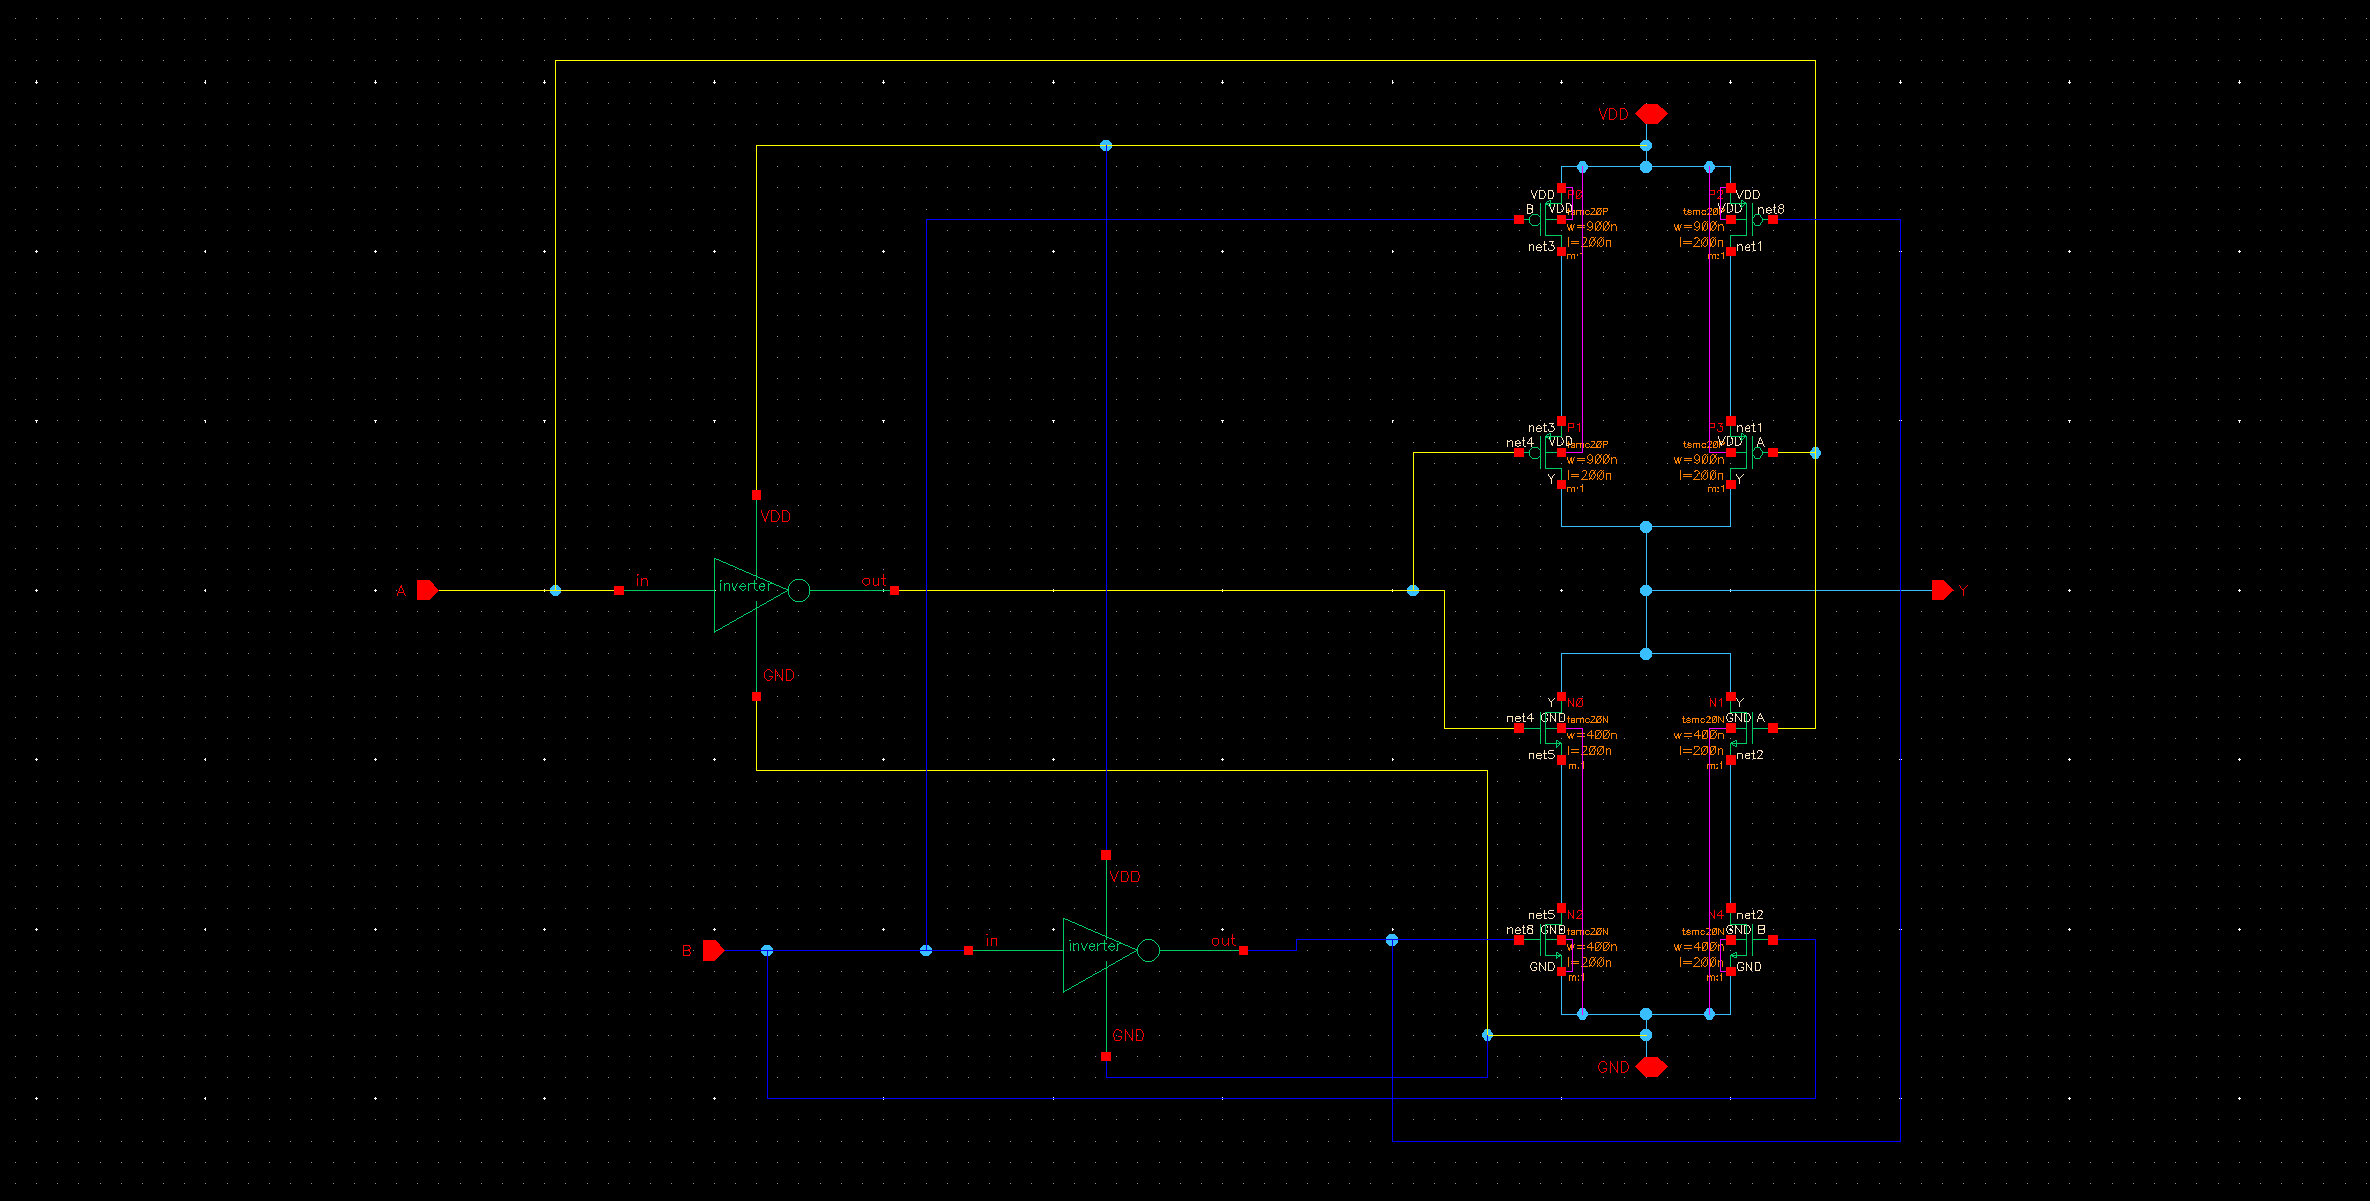 VDD
VDD P0
B VDD tsmc20P
w=900n
l=200n
net3
m:1
P2 VDD
tsmc20P VDD net8
w=900n
l=200n
net1
m:1
net3 P1
net4 VDD tsmc20P
w=900n
l=200n
Y
m:1
P3 net1
tsmc20P VDD A
w=900n
l=200n
Y
m:1
VDD
A
in
inverter
out
Y
GND
Y N0
net4 GND tsmc20N
w=400n
l=200n
net5
m:1
N1 Y
tsmc20N GND A
w=400n
l=200n
net2
m:1
VDD
B
in
inverter
out
net5 N2
net8 GND tsmc20N
w=400n
l=200n
GND
m:1
N4 net2
tsmc20N GND B
w=400n
l=200n
GND
m:1
GND
GND